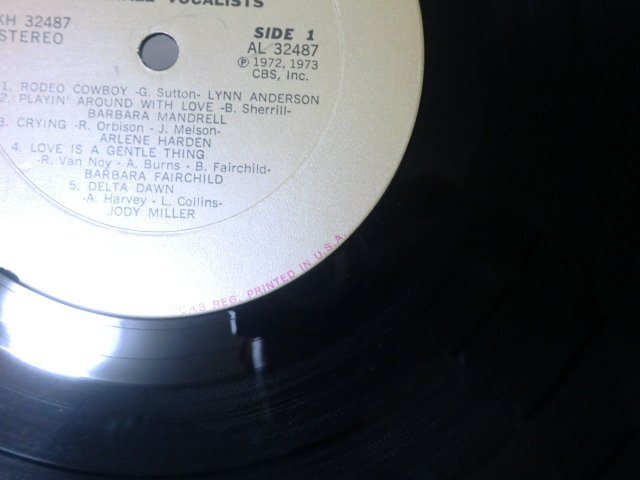 VOCALISTS
KH 32487
STEREO
SIDE 1
AL 32487
℗ 1972, 1973
CBS, Inc.
1. RODEO COWBOY -G. Sutton- LYNN ANDERSON
2. PLAYIN' AROUND WITH LOVE -B. Sherrill-
BARBARA MANDRELL
3. CRYING -R. Orbison - J. Melson-
ARLENE HARDEN
4. LOVE IS A GENTLE THING
-R. Van Noy - A. Burns - B. Fairchild-
BARBARA FAIRCHILD
5. DELTA DAWN
-A. Harvey - L. Collins-
JODY MILLER
REG. PRINTED IN U.S.A.